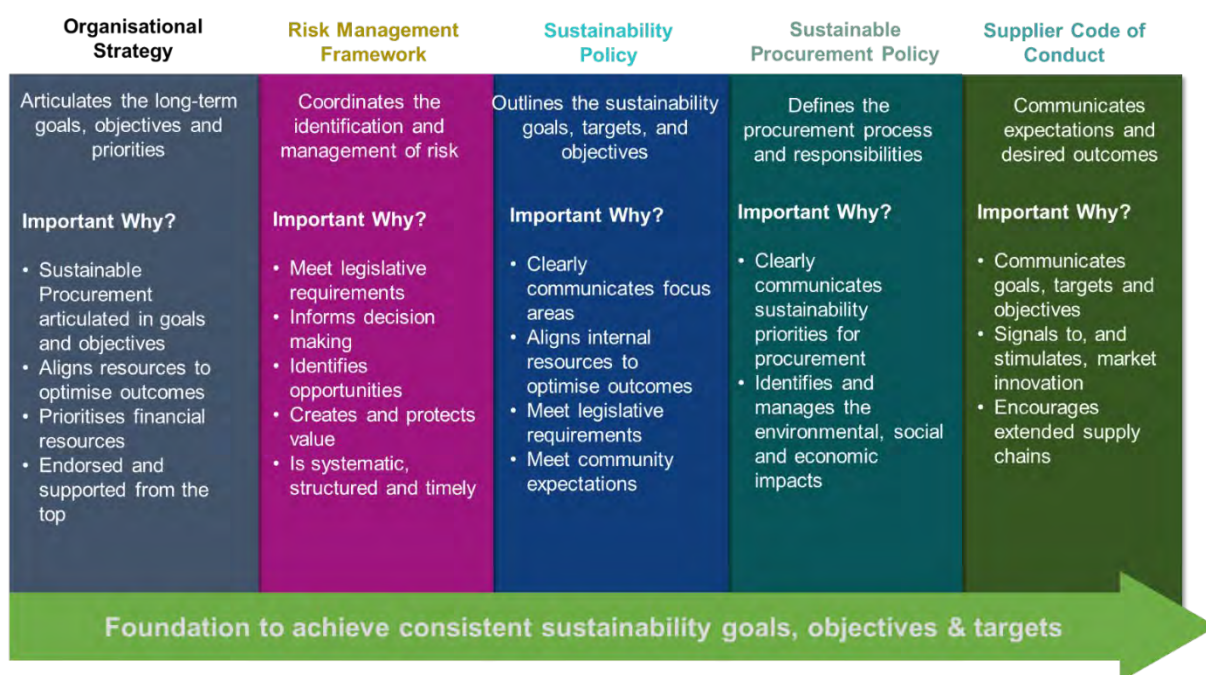 Organisational
Strategy
Articulates the long-term
goals, objectives and
priorities
Important Why?
• Sustainable
Procurement
articulated in goals
and objectives
• Aligns resources to
optimise outcomes
• Prioritises financial
resources
• Endorsed and
supported from the
top
Risk Management
Framework
Coordinates the
identification and
management of risk
Important Why?
• Meet legislative
requirements
• Informs decision
making
• Identifies
opportunities
• Creates and protects
value
• Is systematic,
structured and timely
Sustainability
Policy
Outlines the sustainability
goals, targets, and
objectives
Important Why?
• Clearly
communicates focus
areas
• Aligns internal
resources to
optimise outcomes
• Meet legislative
requirements
• Meet community
expectations
Sustainable
Procurement Policy
Defines the
procurement process
and responsibilities
Important Why?
• Clearly
communicates
sustainability
priorities for
procurement
• Identifies and
manages the
environmental, social
and economic
impacts
Supplier Code of
Conduct
Communicates
expectations and
desired outcomes
Important Why?
• Communicates
goals, targets and
objectives
• Signals to, and
stimulates, market
innovation
• Encourages
extended supply
chains
Foundation to achieve consistent sustainability goals, objectives & targets